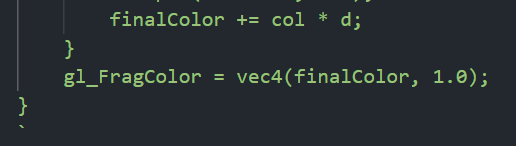 finalColor += col * d;
}
gl_FragColor = vec4(finalColor, 1.0);
}
`